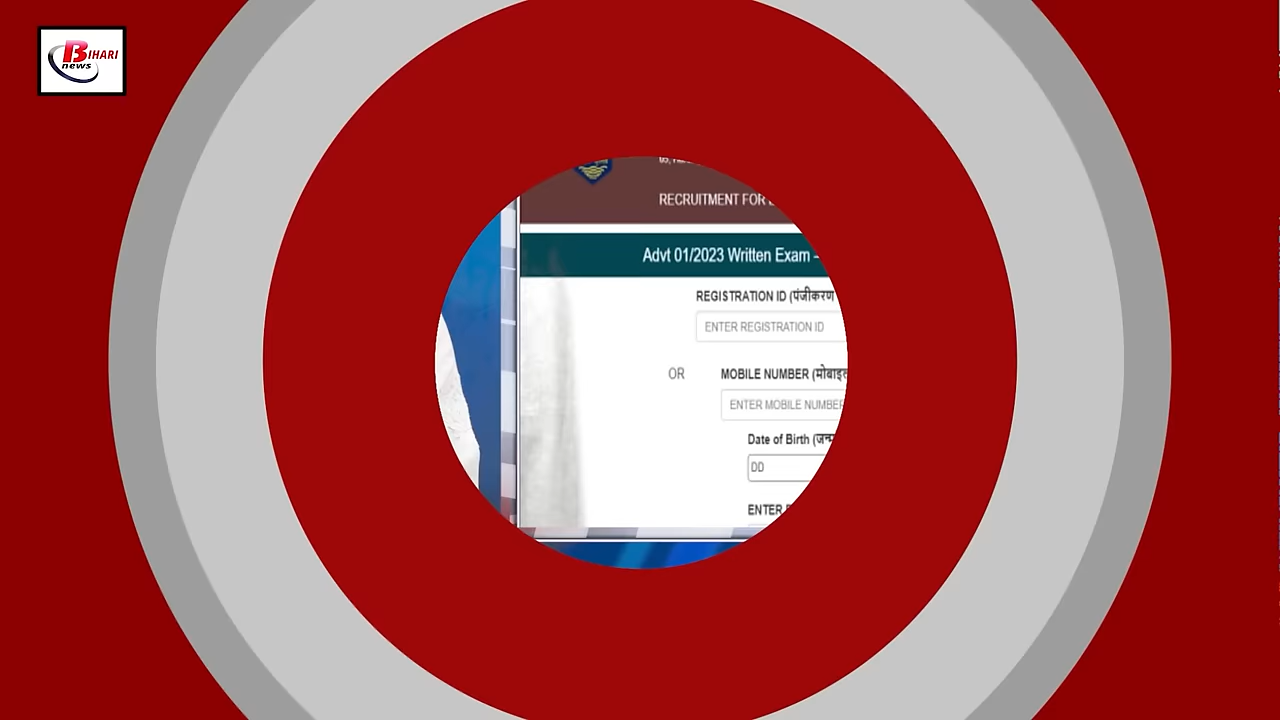 BIHARI
news
RECRUITMENT FOR
Advt 01/2023 Written Exam -
REGISTRATION ID (पंजीकरण
ENTER REGISTRATION ID
OR
MOBILE NUMBER (मोबाइल
ENTER MOBILE NUMBER
Date of Birth (जन्म
DD
ENTER